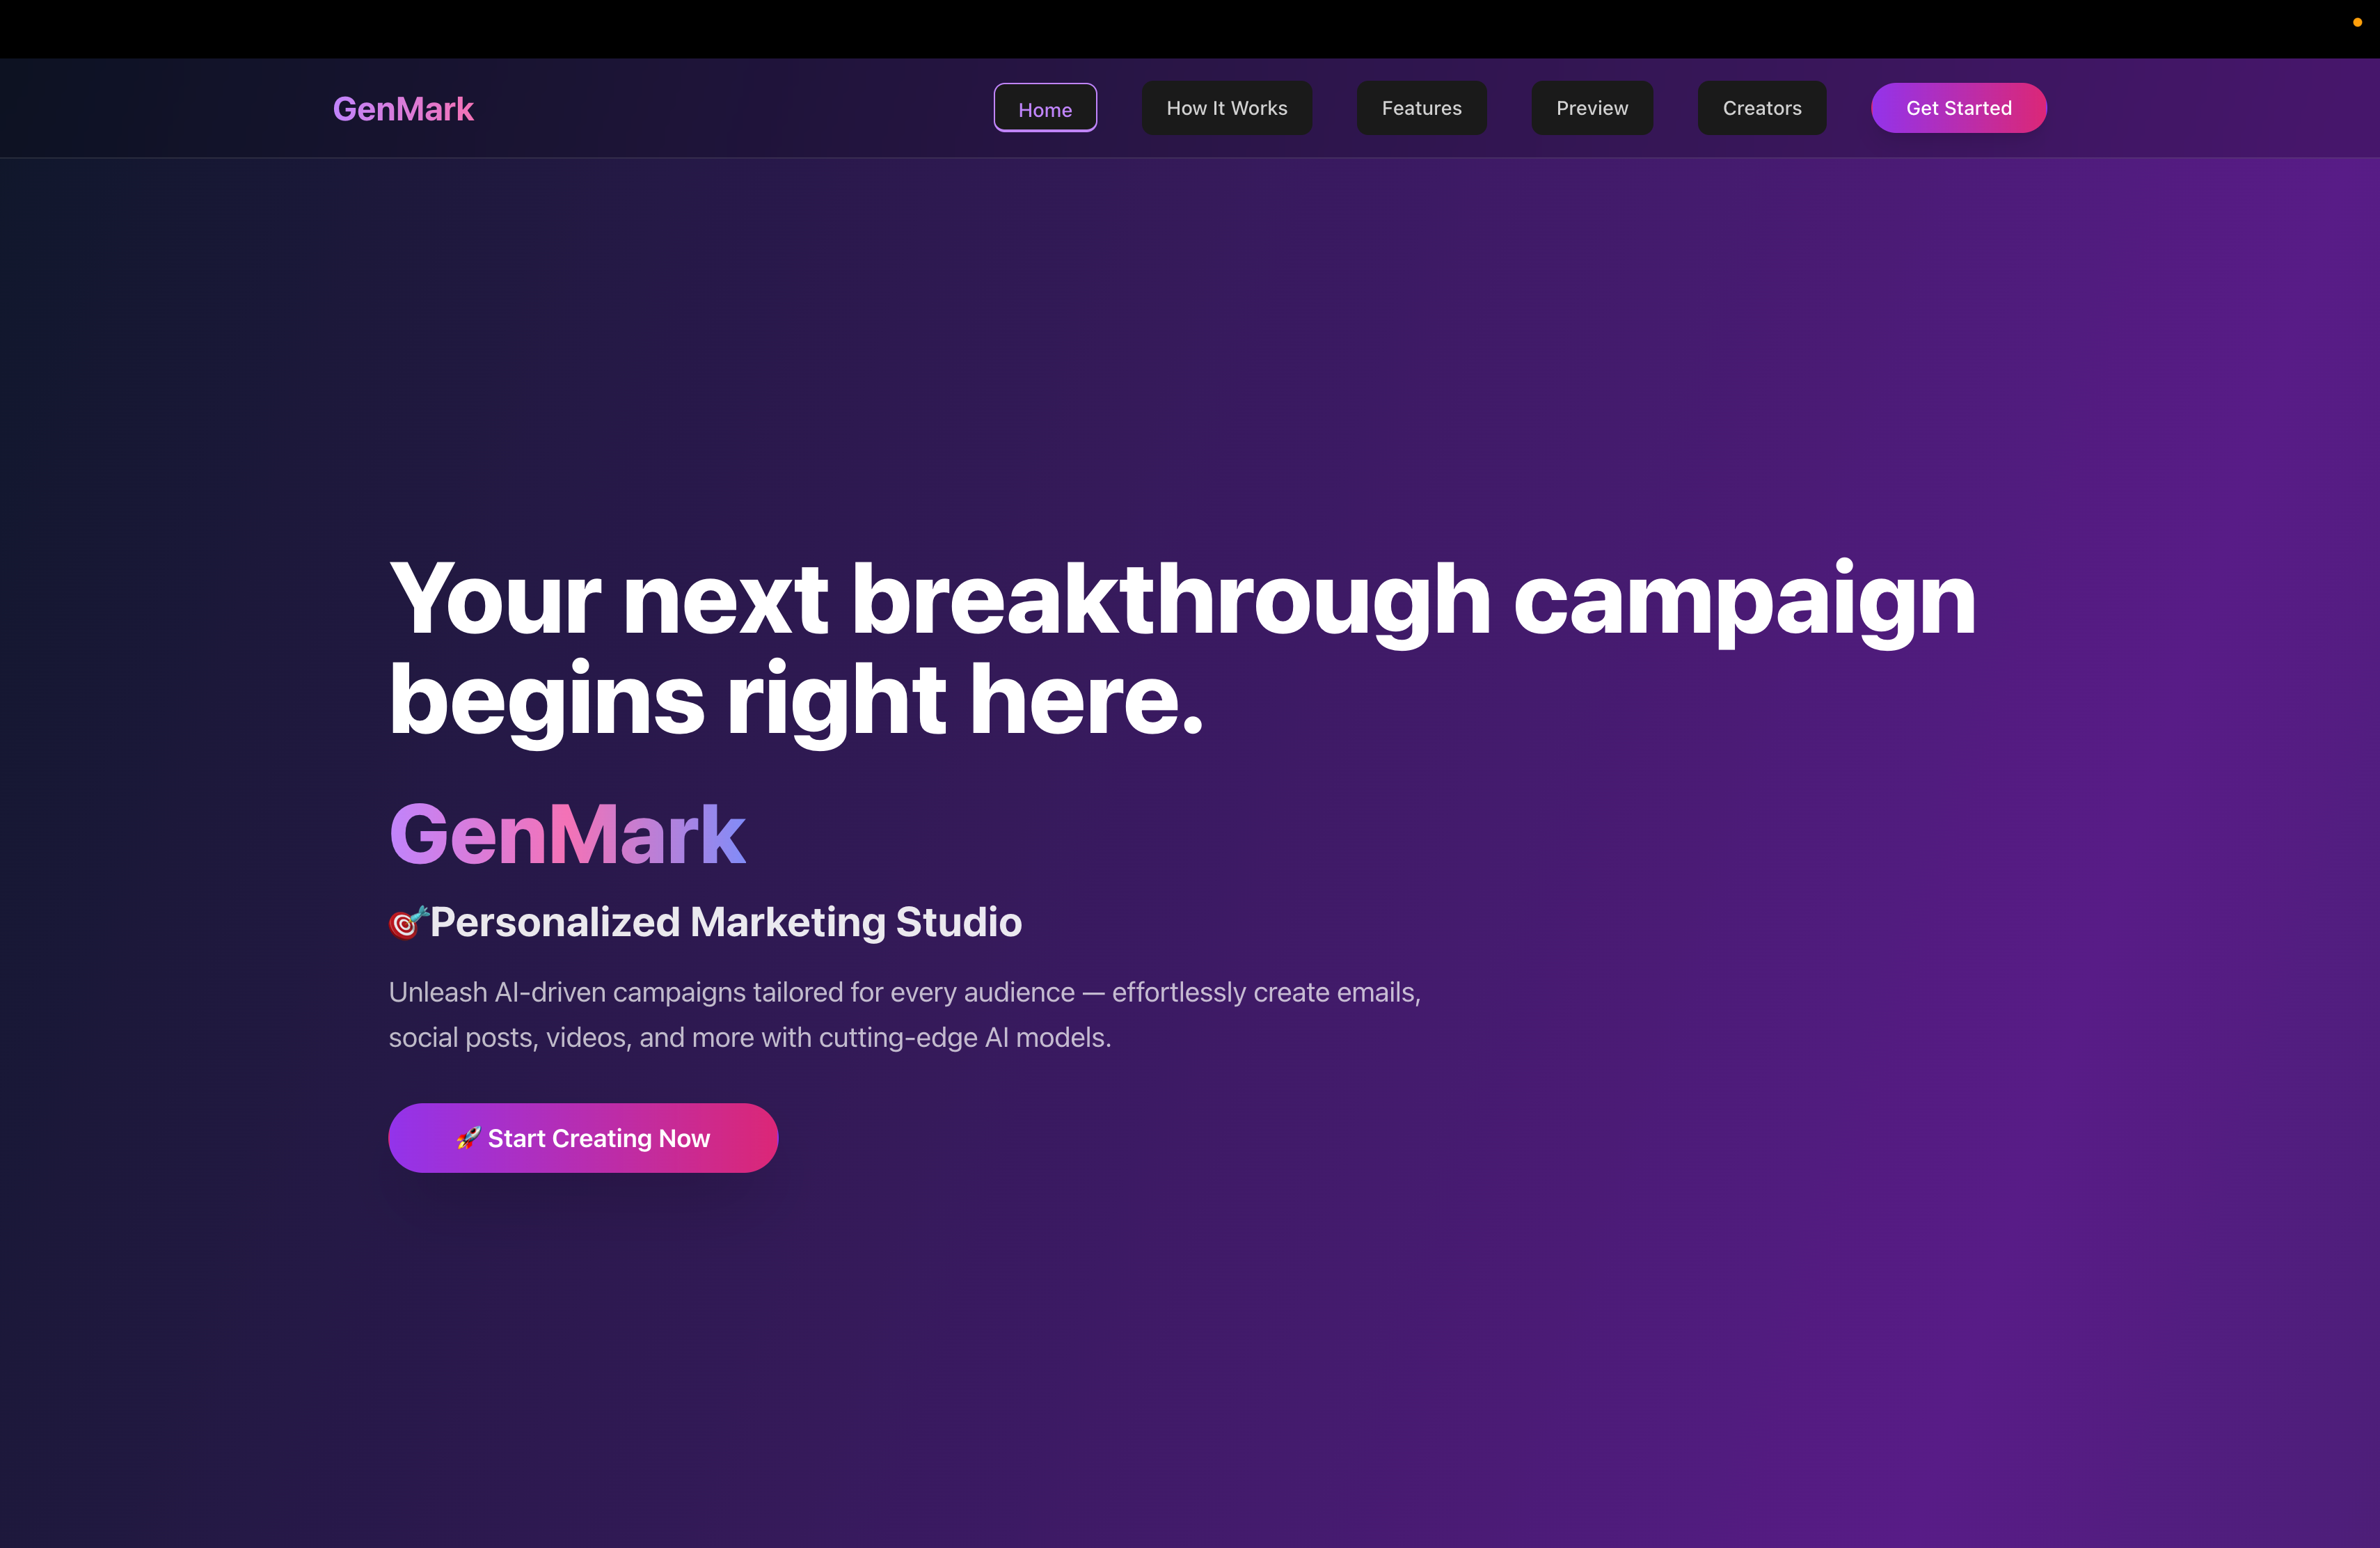 GenMark
Home
How It Works
Features
Preview
Creators
Get Started
Your next breakthrough campaign
begins right here.
GenMark
🎯Personalized Marketing Studio
Unleash AI-driven campaigns tailored for every audience — effortlessly create emails,
social posts, videos, and more with cutting-edge AI models.
🚀 Start Creating Now